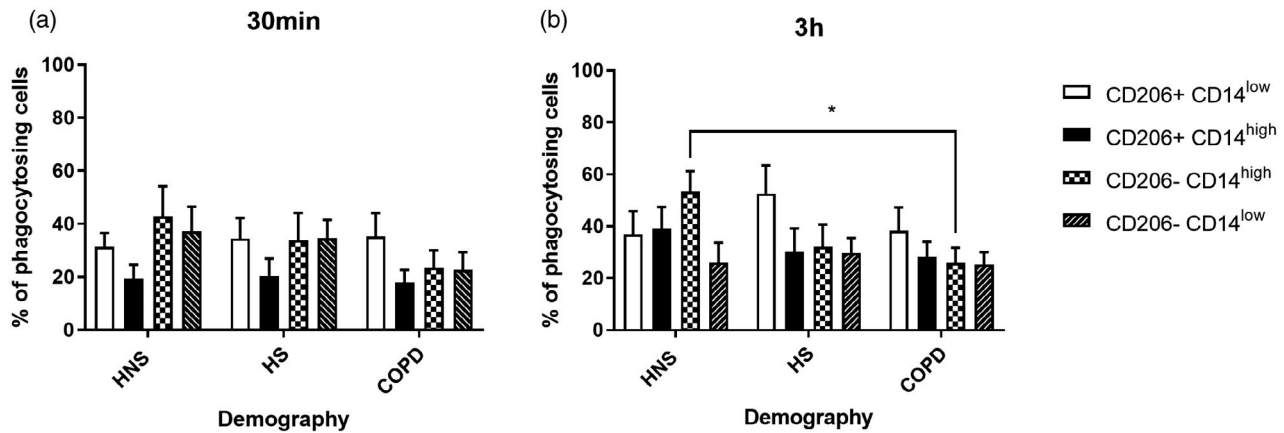 (a)
30min
% of phagocytosing cells
100
80
60
40
20
0
HNS
HS
COPD
Demography
(b)
3h
% of phagocytosing cells
100
80
60
40
20
0
*
HNS
HS
COPD
Demography
CD206+ CD14low
CD206+ CD14high
CD206- CD14high
CD206- CD14low